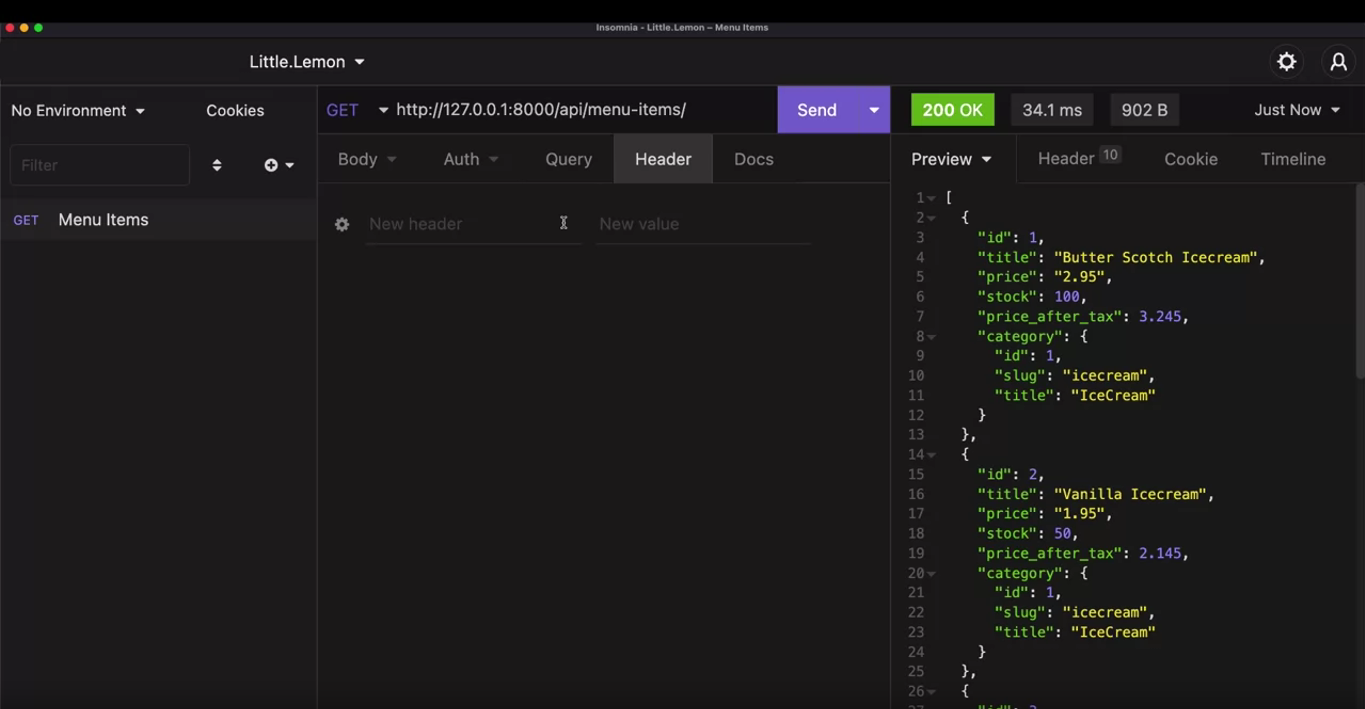 Insomnia - Little.Lemon – Menu Items
Little.Lemon
No Environment
Cookies
GET
http://127.0.0.1:8000/api/menu-items/
Send
200 OK
34.1 ms
902 B
Just Now
Filter
Body
Auth
Query
Header
Docs
Preview
Header 10
Cookie
Timeline
GET Menu Items
New header
New value
1 [
2 {
3 "id": 1,
4 "title": "Butter Scotch Icecream",
5 "price": "2.95",
6 "stock": 100,
7 "price_after_tax": 3.245,
8 "category": {
9 "id": 1,
10 "slug": "icecream",
11 "title": "IceCream"
12 }
13 },
14 {
15 "id": 2,
16 "title": "Vanilla Icecream",
17 "price": "1.95",
18 "stock": 50,
19 "price_after_tax": 2.145,
20 "category": {
21 "id": 1,
22 "slug": "icecream",
23 "title": "IceCream"
24 }
25 },
26 {